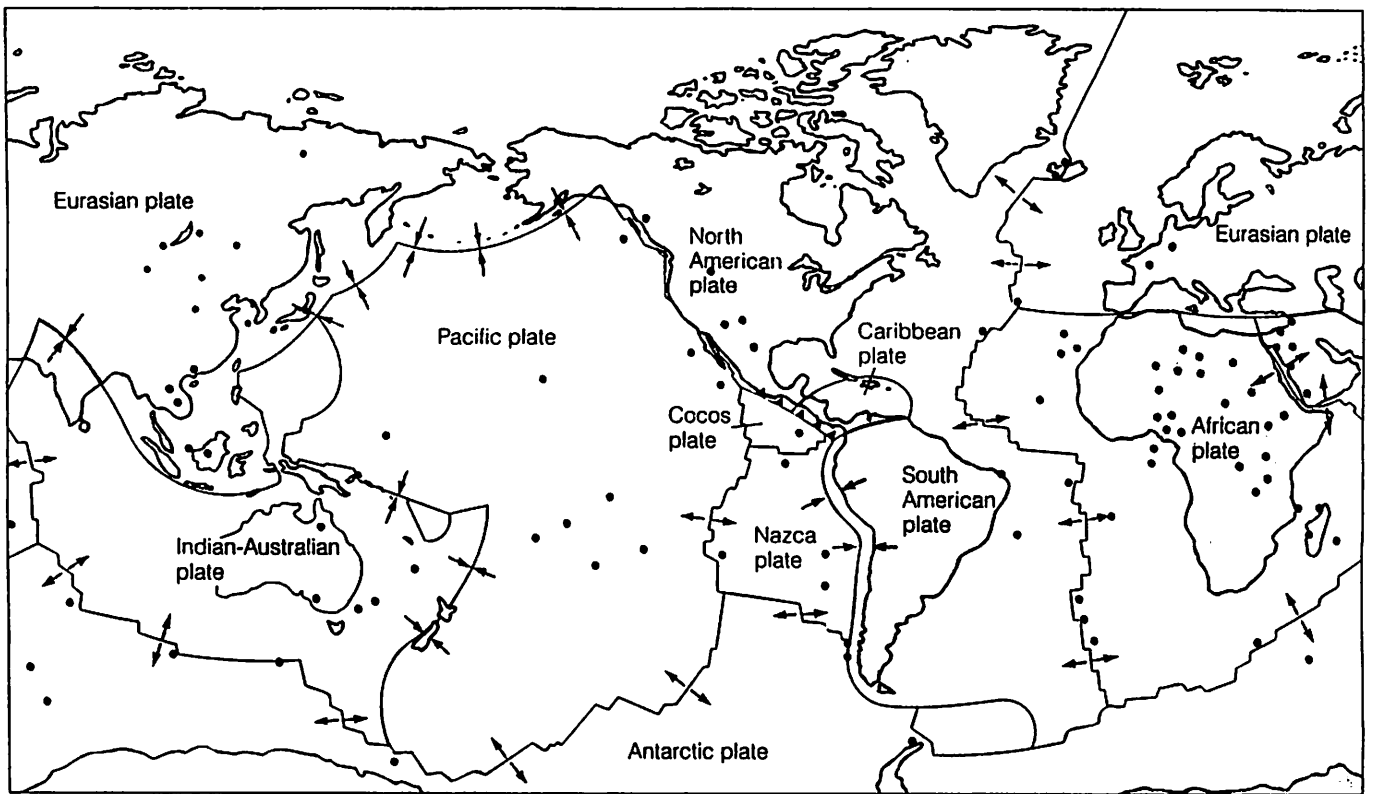 Eurasian plate
Pacific plate
North
American
plate
Caribbean
plate
Cocos
plate
Nazca
plate
South
American
plate
African
plate
Eurasian plate
Indian-Australian
plate
Antarctic plate